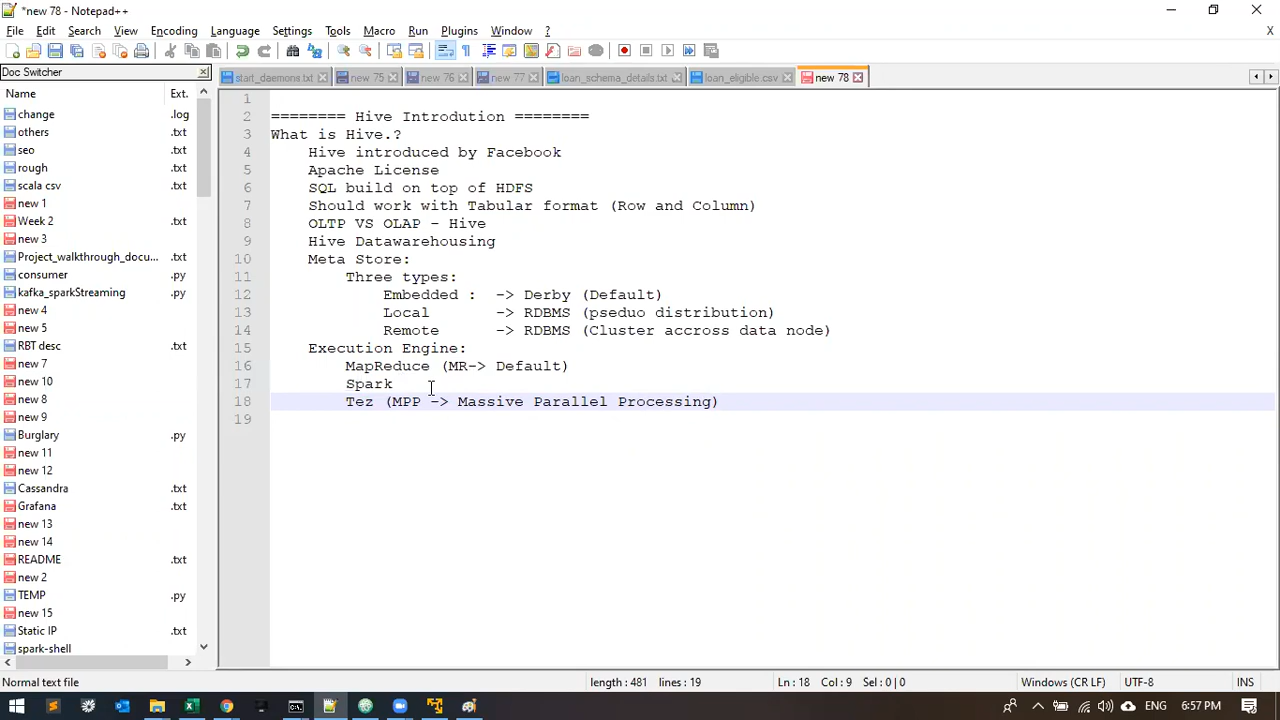 *new 78 - Notepad++
File Edit Search View Encoding Language Settings Tools Macro Run Plugins Window ? X
Doc Switcher
start_daemons.txt new 75 new 76 new 77 loan_schema_details.txt loan_eligible.csv new 78
Name Ext.
change .log
others .txt
seo .txt
rough .txt
scala csv .txt
new 1
Week 2 .txt
new 3
Project_walkthrough_docu... .txt
consumer .py
kafka_sparkStreaming .py
new 4
new 5
RBT desc .txt
new 7
new 10
new 8
new 9
Burglary .py
new 11
new 12
Cassandra .txt
Grafana .txt
new 13
new 14
README .txt
new 2
TEMP .py
new 15
Static IP .txt
spark-shell
1
2 ======== Hive Introdution ========
3 What is Hive.?
4 Hive introduced by Facebook
5 Apache License
6 SQL build on top of HDFS
7 Should work with Tabular format (Row and Column)
8 OLTP VS OLAP - Hive
9 Hive Datawarehousing
10 Meta Store:
11 Three types:
12 Embedded : -> Derby (Default)
13 Local -> RDBMS (pseduo distribution)
14 Remote -> RDBMS (Cluster accross data node)
15 Execution Engine:
16 MapReduce (MR-> Default)
17 Spark
18 Tez (MPP -> Massive Parallel Processing)
19
Normal text file length : 481 lines : 19 Ln : 18 Col : 9 Sel : 0 | 0 Windows (CR LF) UTF-8 INS
ENG 6:57 PM